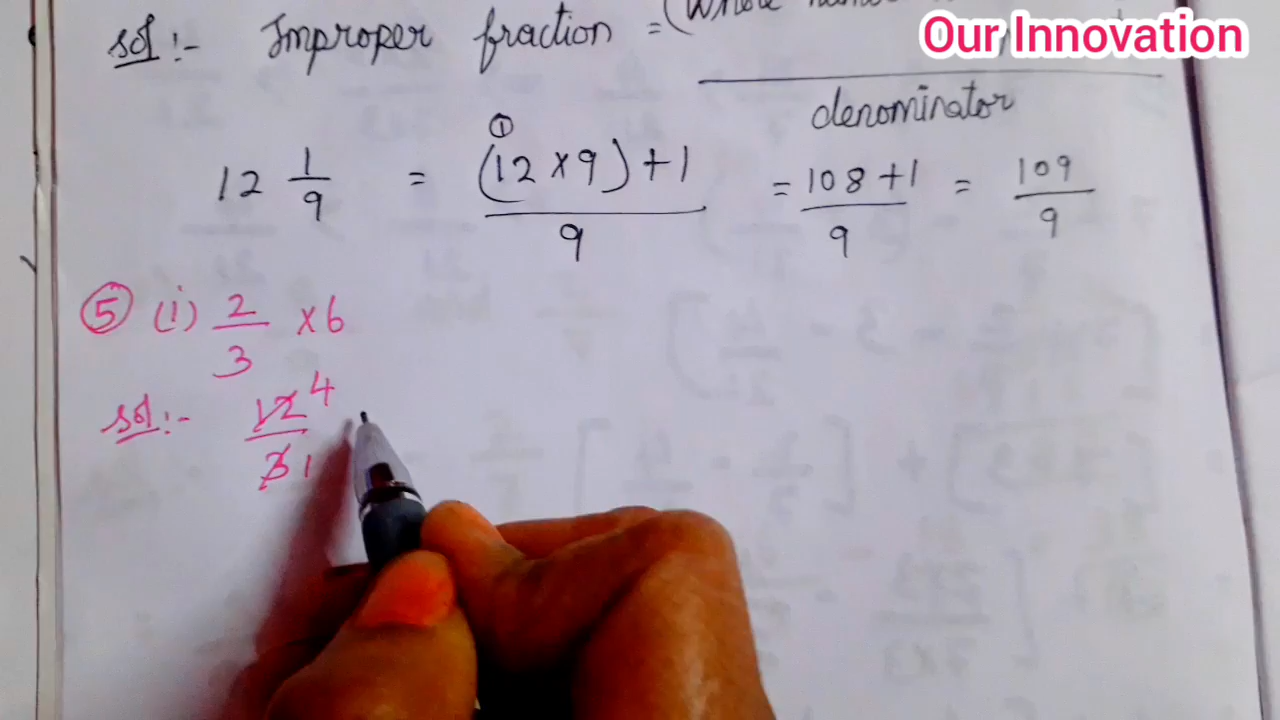 Sol :- Improper fraction = (Whole
Our Innovation
denominator
①
12 1/9 = (12 × 9) + 1 / 9 = 108 + 1 / 9 = 109 / 9
⑤ (i) 2/3 × 6
Sol :- 12 4 / 3 1